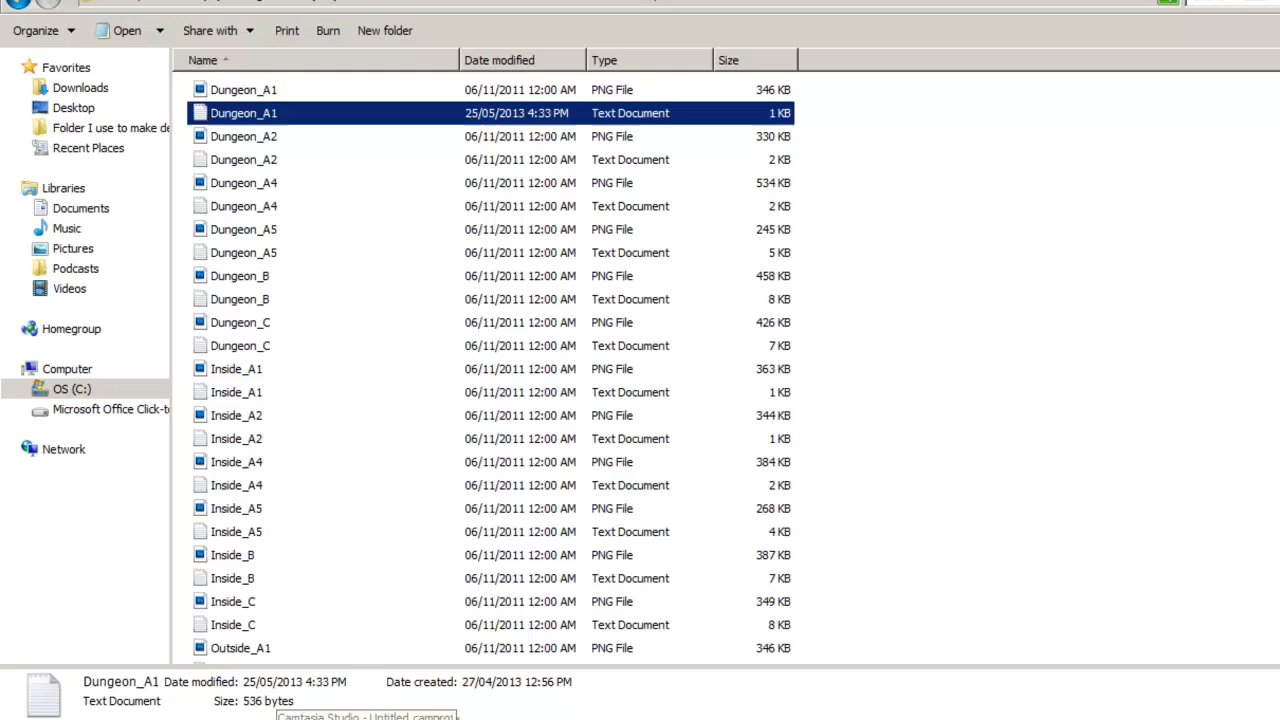 Organize Open Share with Print Burn New folder
Name Date modified Type Size
Favorites
Downloads
Desktop
Folder I use to make de
Recent Places
Libraries
Documents
Music
Pictures
Podcasts
Videos
Homegroup
Computer
OS (C:)
Microsoft Office Click-t
Network
Dungeon_A1 06/11/2011 12:00 AM PNG File 346 KB
Dungeon_A1 25/05/2013 4:33 PM Text Document 1 KB
Dungeon_A2 06/11/2011 12:00 AM PNG File 330 KB
Dungeon_A2 06/11/2011 12:00 AM Text Document 2 KB
Dungeon_A4 06/11/2011 12:00 AM PNG File 534 KB
Dungeon_A4 06/11/2011 12:00 AM Text Document 2 KB
Dungeon_A5 06/11/2011 12:00 AM PNG File 245 KB
Dungeon_A5 06/11/2011 12:00 AM Text Document 5 KB
Dungeon_B 06/11/2011 12:00 AM PNG File 458 KB
Dungeon_B 06/11/2011 12:00 AM Text Document 8 KB
Dungeon_C 06/11/2011 12:00 AM PNG File 426 KB
Dungeon_C 06/11/2011 12:00 AM Text Document 7 KB
Inside_A1 06/11/2011 12:00 AM PNG File 363 KB
Inside_A1 06/11/2011 12:00 AM Text Document 1 KB
Inside_A2 06/11/2011 12:00 AM PNG File 344 KB
Inside_A2 06/11/2011 12:00 AM Text Document 1 KB
Inside_A4 06/11/2011 12:00 AM PNG File 384 KB
Inside_A4 06/11/2011 12:00 AM Text Document 2 KB
Inside_A5 06/11/2011 12:00 AM PNG File 268 KB
Inside_A5 06/11/2011 12:00 AM Text Document 4 KB
Inside_B 06/11/2011 12:00 AM PNG File 387 KB
Inside_B 06/11/2011 12:00 AM Text Document 7 KB
Inside_C 06/11/2011 12:00 AM PNG File 349 KB
Inside_C 06/11/2011 12:00 AM Text Document 8 KB
Outside_A1 06/11/2011 12:00 AM PNG File 346 KB
Dungeon_A1 Date modified: 25/05/2013 4:33 PM Date created: 27/04/2013 12:56 PM
Text Document Size: 536 bytes
Camtasia Studio - Untitled.camproj